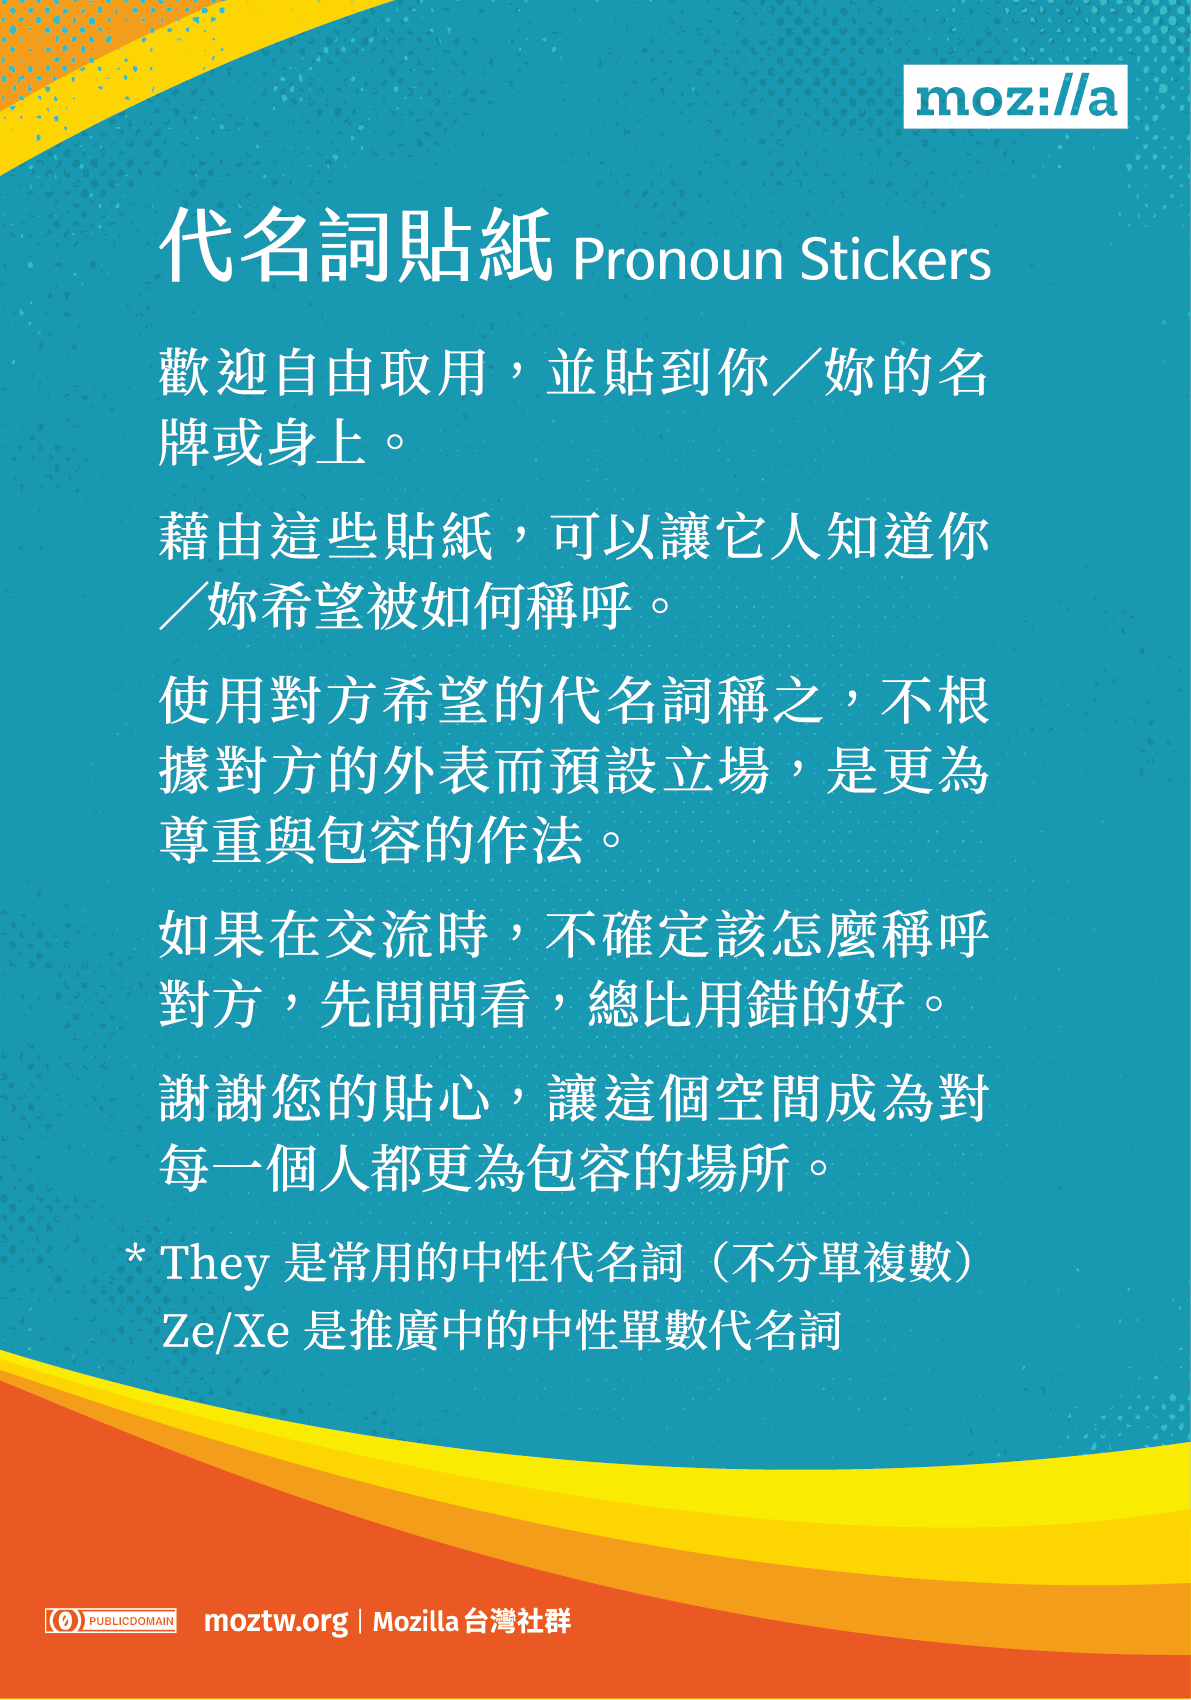 moz://a
代名詞貼紙 Pronoun Stickers
歡迎自由取用，並貼到你／妳的名
牌或身上。
藉由這些貼紙，可以讓它人知道你
／妳希望被如何稱呼。
使用對方希望的代名詞稱之，不根
據對方的外表而預設立場，是更為
尊重與包容的作法。
如果在交流時，不確定該怎麼稱呼
對方，先問問看，總比用錯的好。
謝謝您的貼心，讓這個空間成為對
每一個人都更為包容的場所。
* They 是常用的中性代名詞（不分單複數）
Ze/Xe 是推廣中的中性單數代名詞
0 PUBLICDOMAIN moztw.org | Mozilla 台灣社群